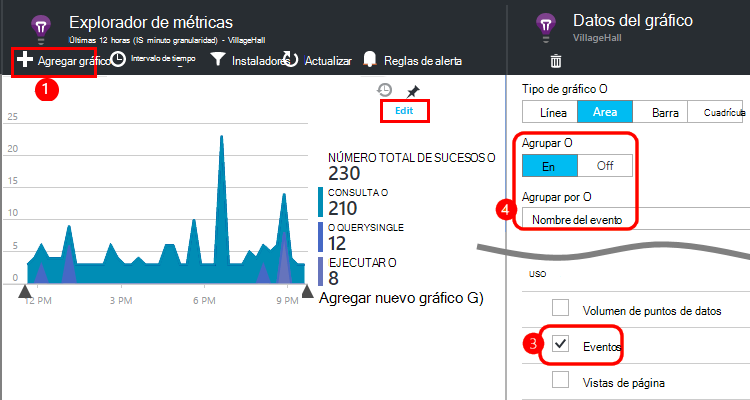 Explorador de métricas
Últimas 12 horas (IS minuto granularidad) - VillageHall
Agregar gráfico
Intervalo de tiempo
Instaladores
Actualizar
Reglas de alerta
1
Edit
25
20
15
10
5
0
12 PM
3 PM
6 PM
9 PM
NÚMERO TOTAL DE SUCESOS O
230
CONSULTA O
210
O QUERYSINGLE
12
EJECUTAR O
8
Agregar nuevo gráfico G)
Datos del gráfico
VillageHall
Tipo de gráfico O
Línea
Área
Barra
Cuadrícula
Agrupar O
En
Off
Agrupar por O
4
Nombre del evento
USO
Volumen de puntos de datos
3
Eventos
Vistas de página